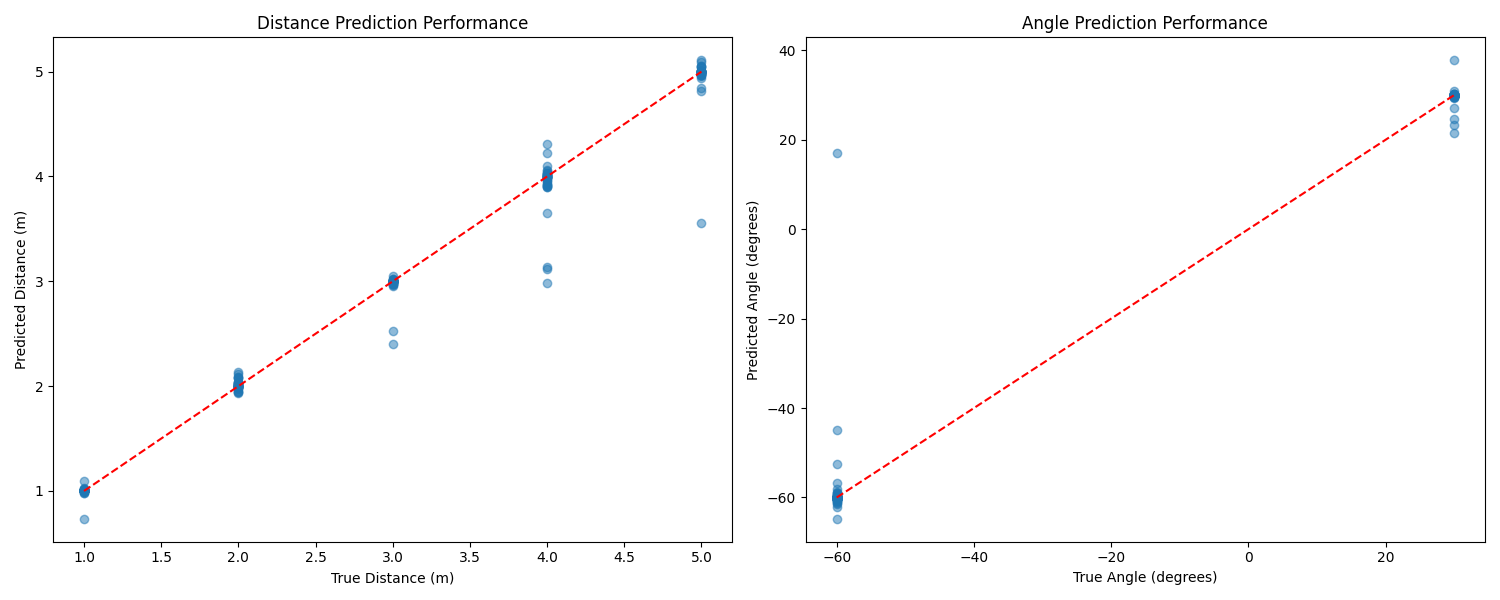 Distance Prediction Performance
Predicted Distance (m)
5
4
3
2
1
1.0 1.5 2.0 2.5 3.0 3.5 4.0 4.5 5.0
True Distance (m)
Angle Prediction Performance
Predicted Angle (degrees)
40
20
0
−20
−40
−60
−60 −40 −20 0 20
True Angle (degrees)